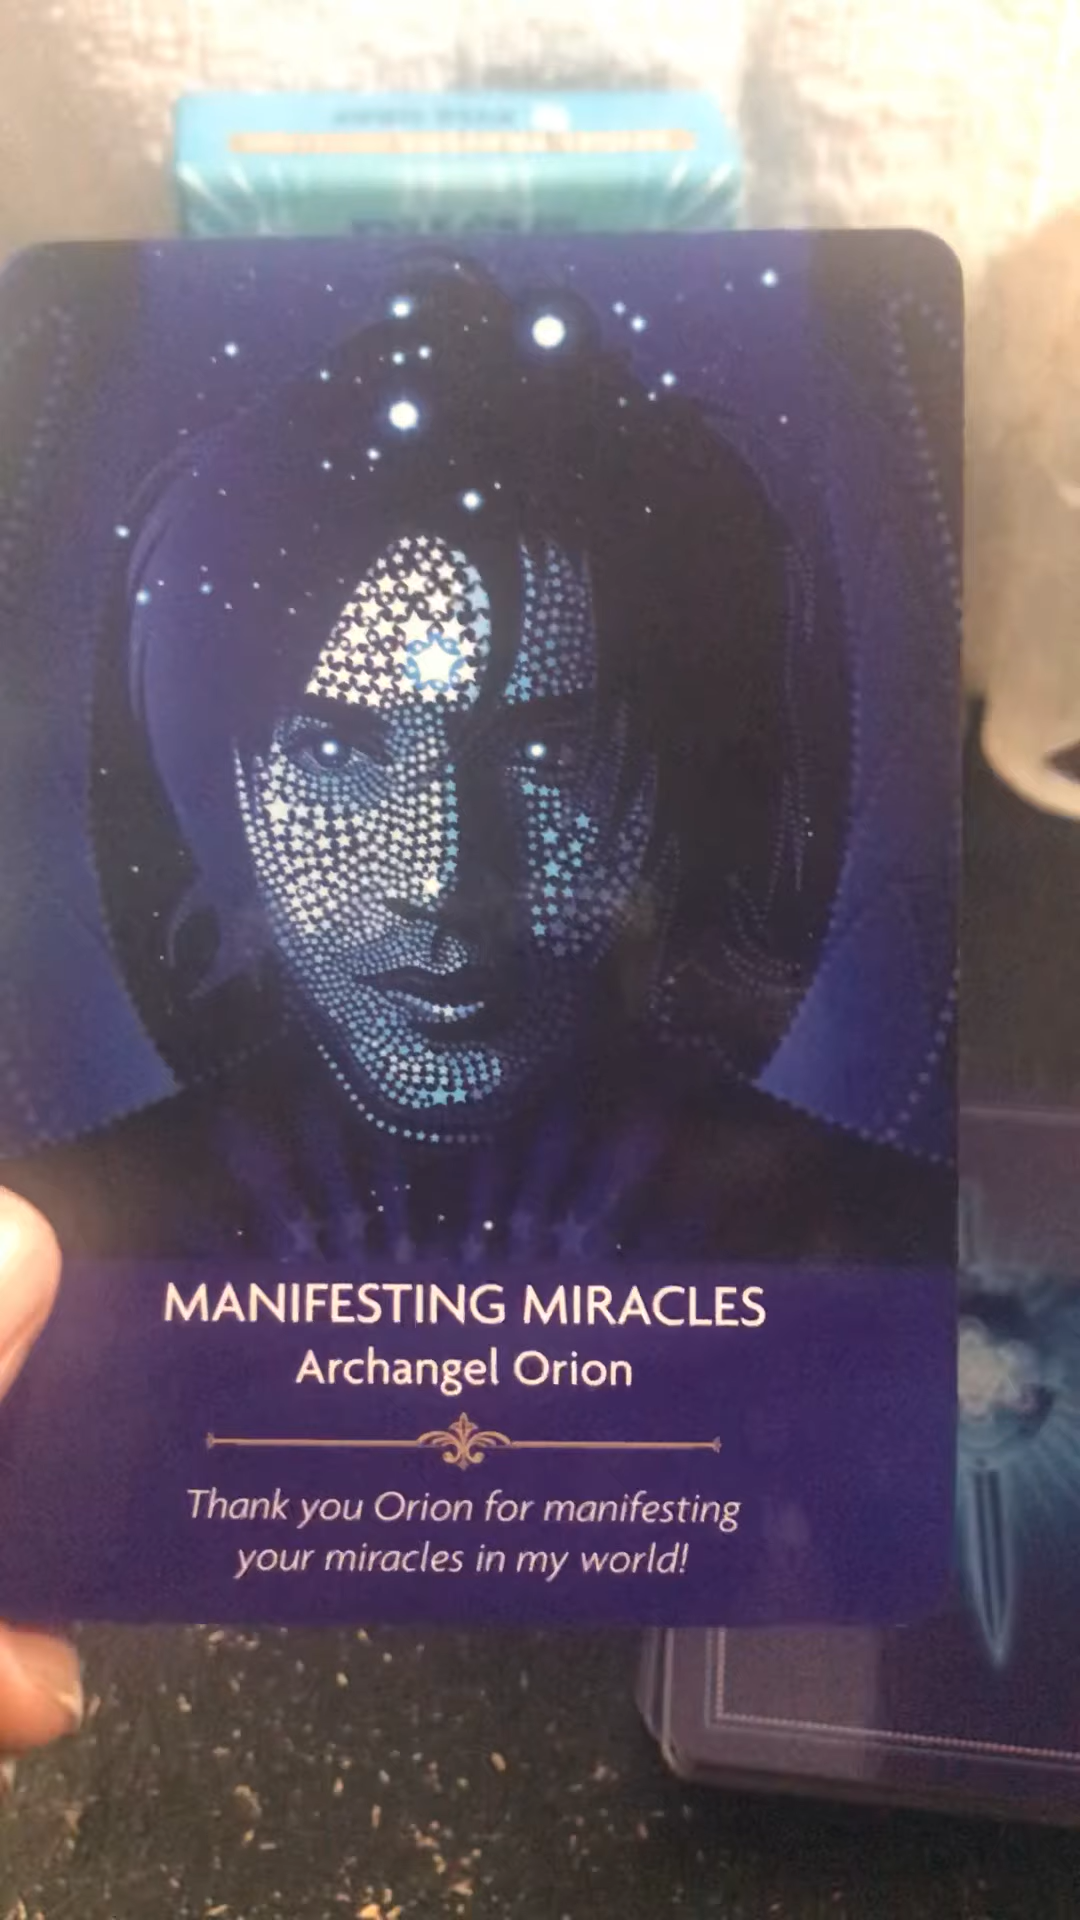 MANIFESTING MIRACLES
Archangel Orion
Thank you Orion for manifesting
your miracles in my world!